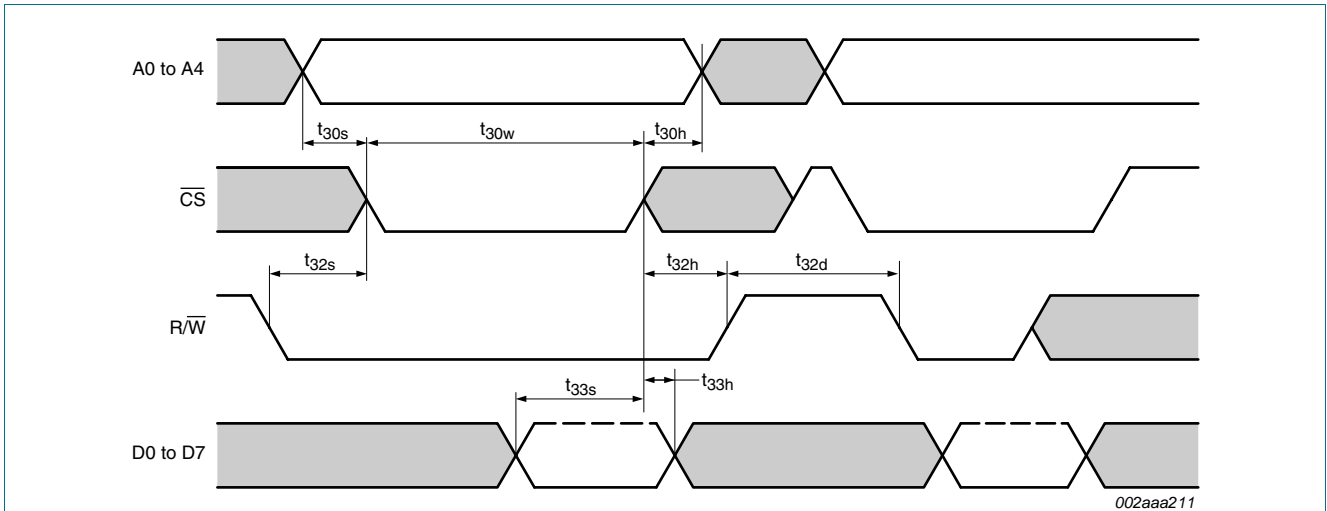 A0 to A4
t30s
t30w
t30h
CS
t32s
t32h
t32d
R/W
t33s
t33h
D0 to D7
002aaa211